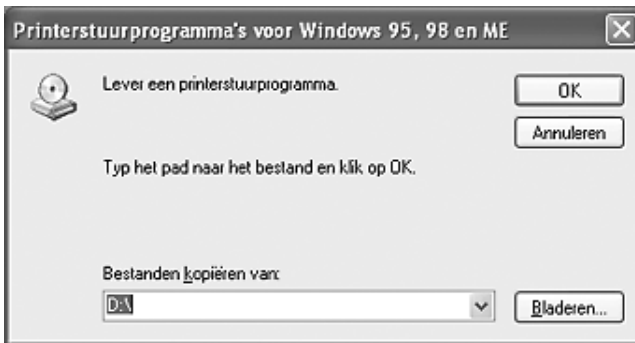 Printerstuurprogramma's voor Windows 95, 98 en ME
Lever een printerstuurprogramma.
OK
Annuleren
Typ het pad naar het bestand en klik op OK.
Bestanden kopiëren van:
D:\
Bladeren...